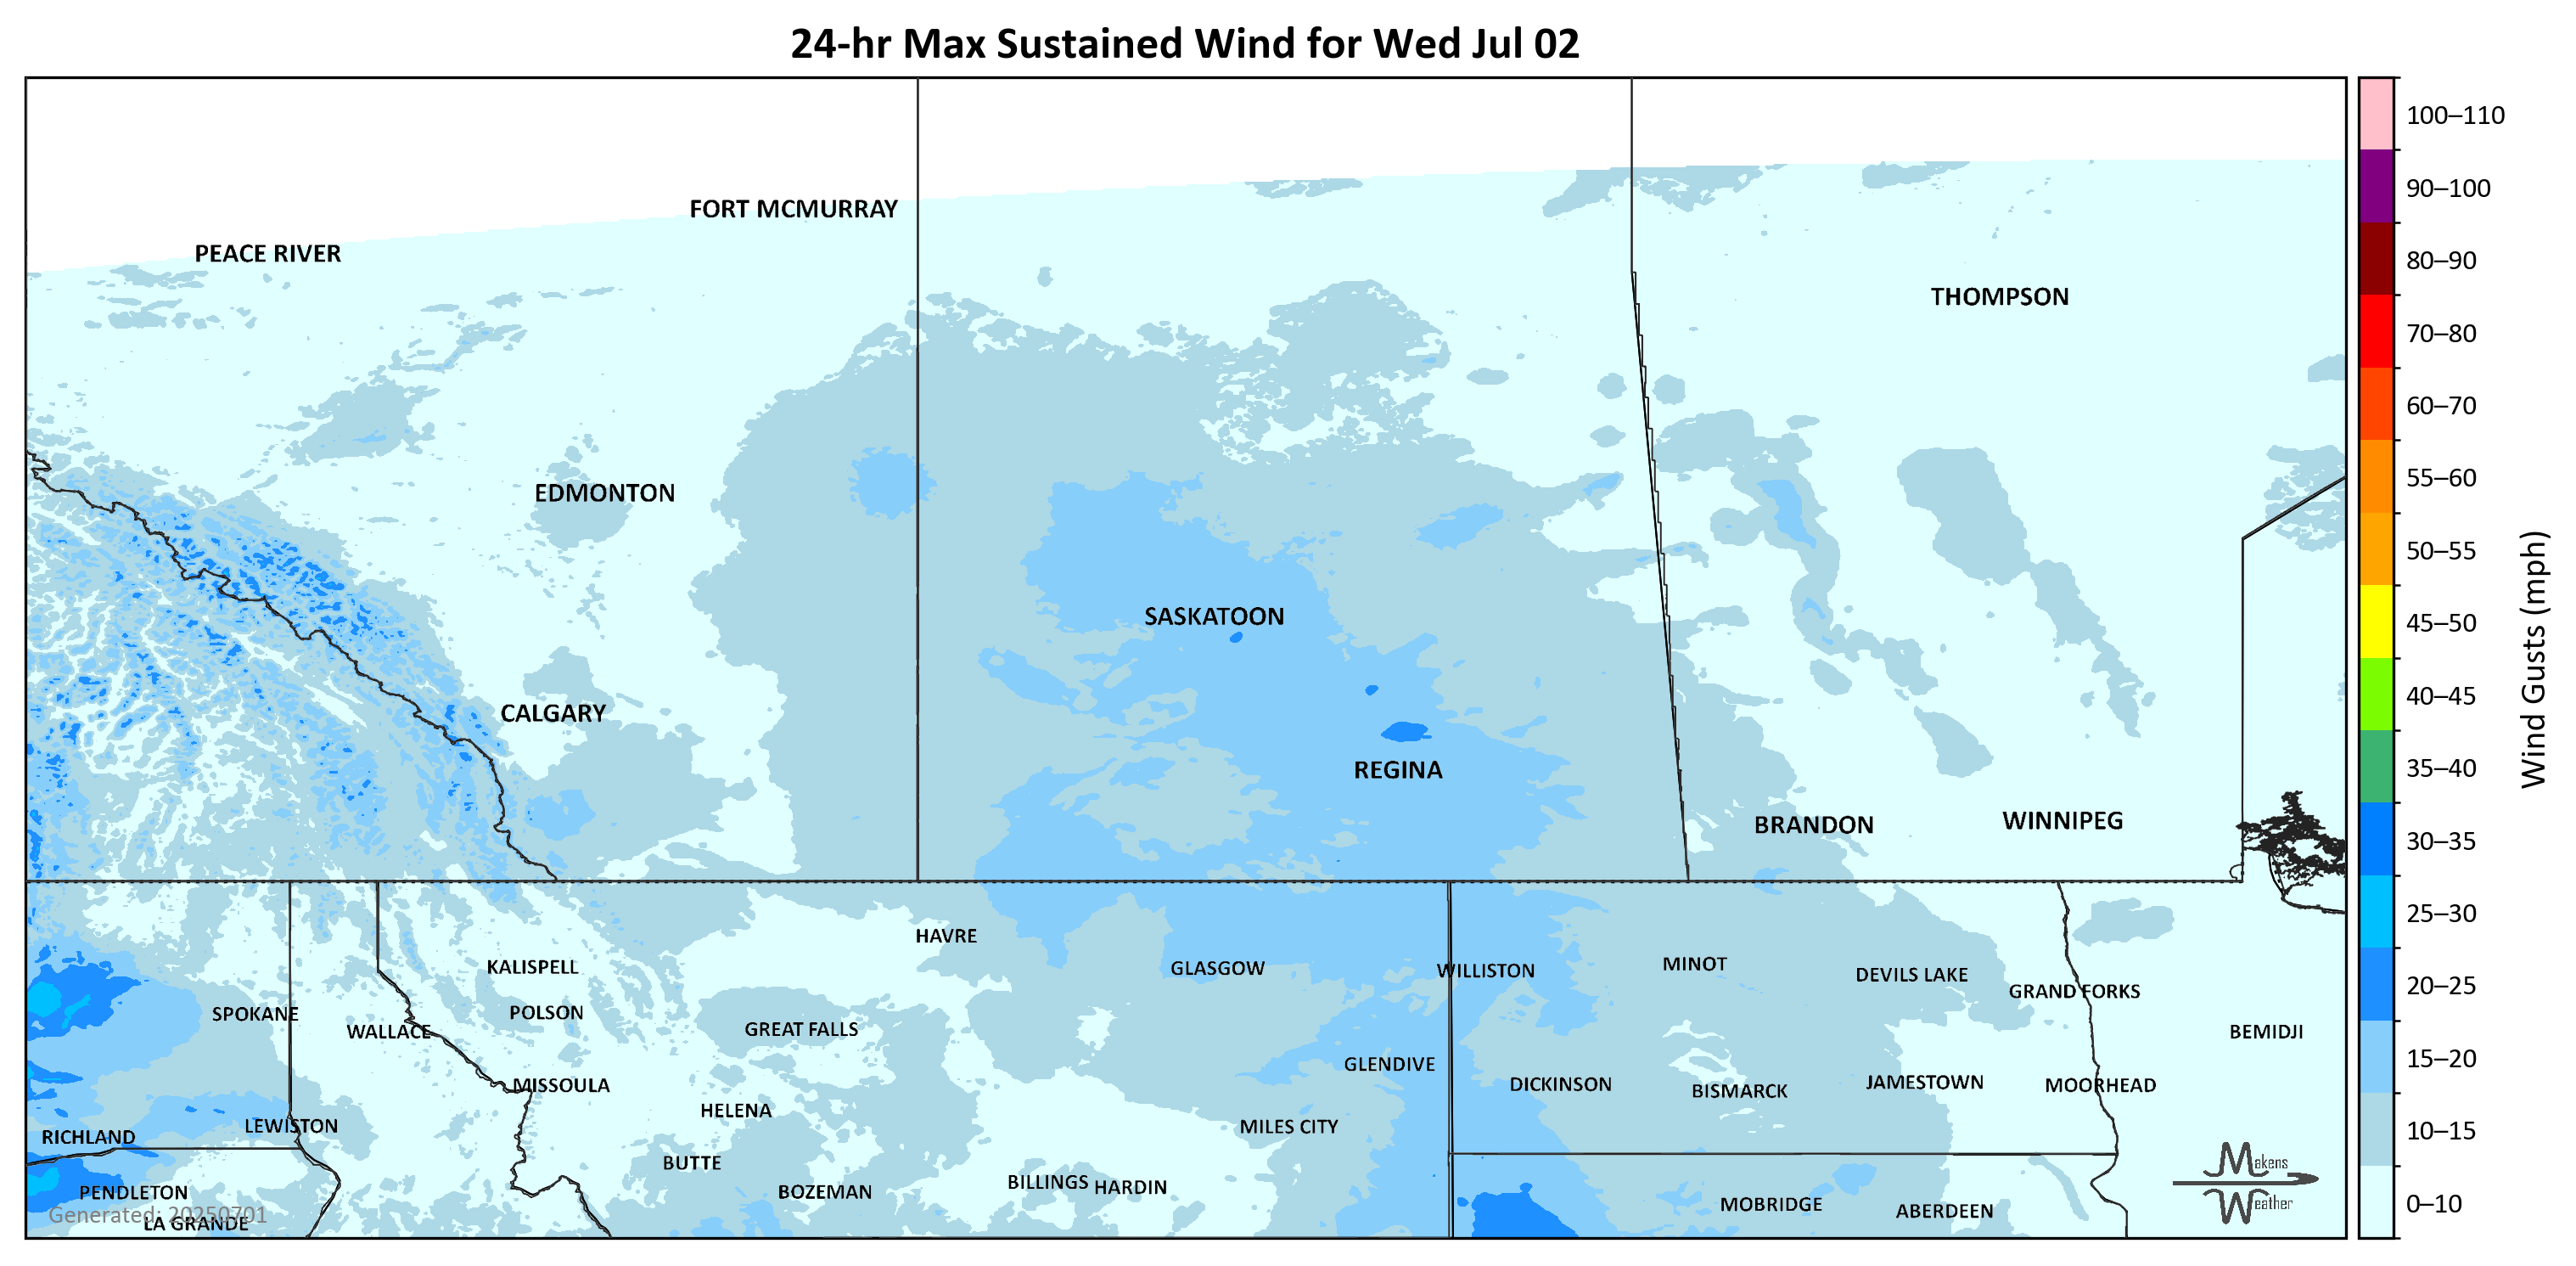 24-hr Max Sustained Wind for Wed Jul 02
100–110
90–100
80–90
70–80
60–70
55–60
50–55
45–50
40–45
35–40
30–35
25–30
20–25
15–20
10–15
0–10
Wind Gusts (mph)
FORT MCMURRAY
PEACE RIVER
THOMPSON
EDMONTON
SASKATOON
CALGARY
REGINA
BRANDON
WINNIPEG
HAVRE
KALISPELL
GLASGOW
WILLISTON
MINOT
DEVILS LAKE
GRAND FORKS
SPOKANE
POLSON
WALLACE
GREAT FALLS
BEMIDJI
GLENDIVE
MISSOULA
DICKINSON
BISMARCK
JAMESTOWN
MOORHEAD
HELENA
LEWISTON
MILES CITY
RICHLAND
BUTTE
BOZEMAN
BILLINGS
HARDIN
PENDLETON
MOBRIDGE
ABERDEEN
LA GRANDE
Generated: 20250701
Makens
Weather